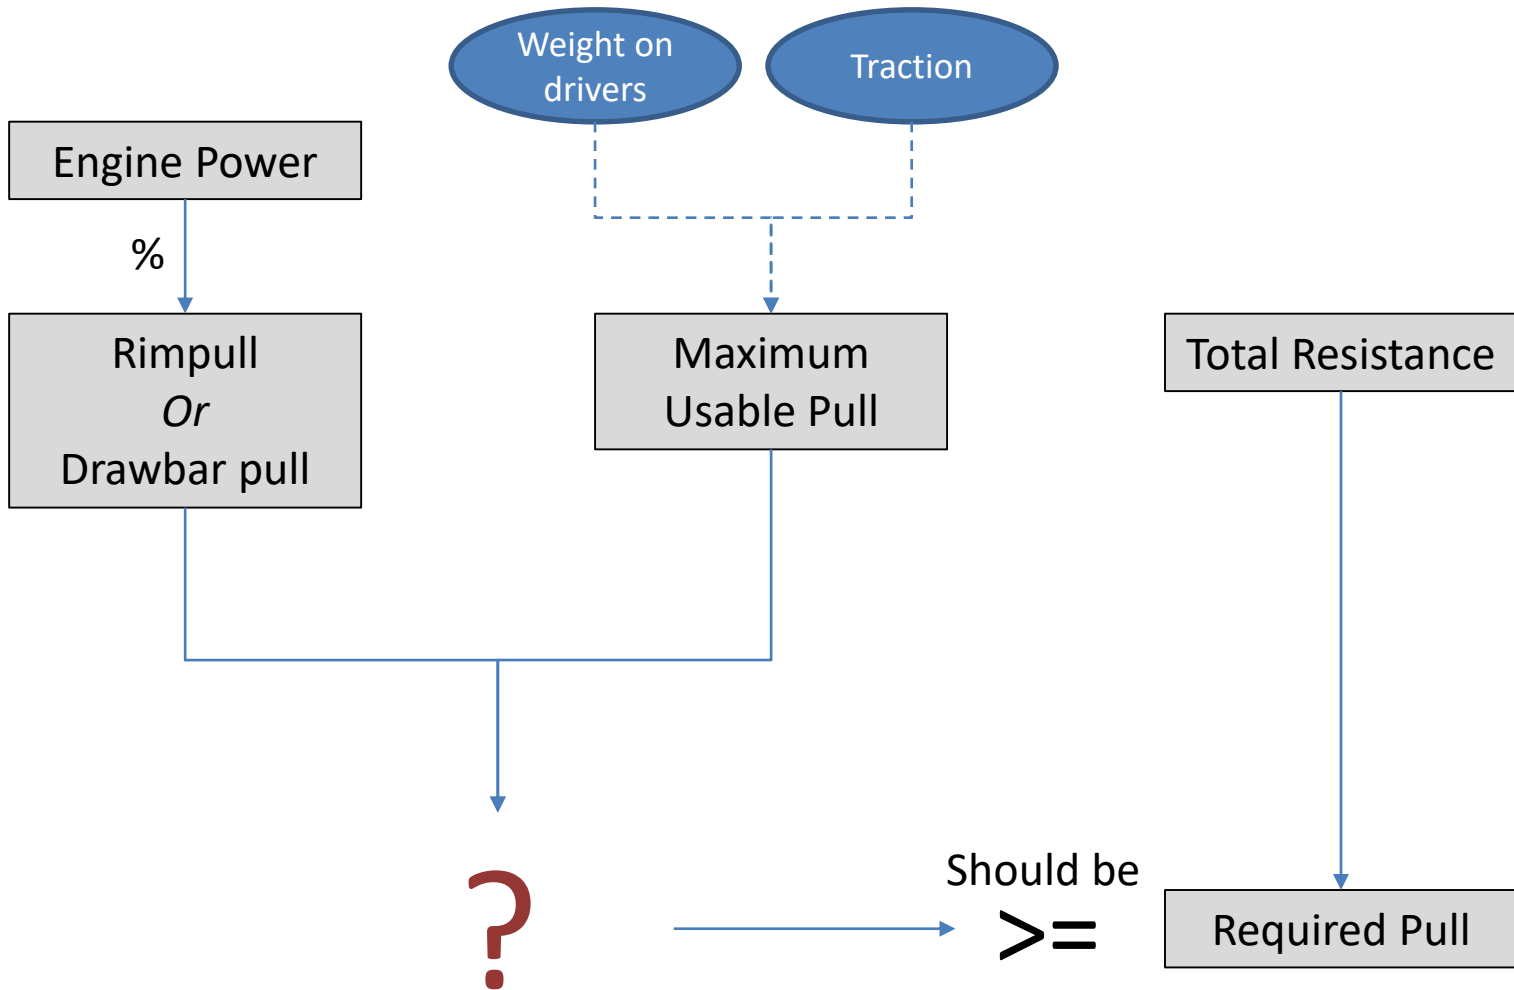 Weight on
drivers
Traction
Engine Power
%
Rimpull
Or
Drawbar pull
Maximum
Usable Pull
Total Resistance
?
Should be
>=
Required Pull